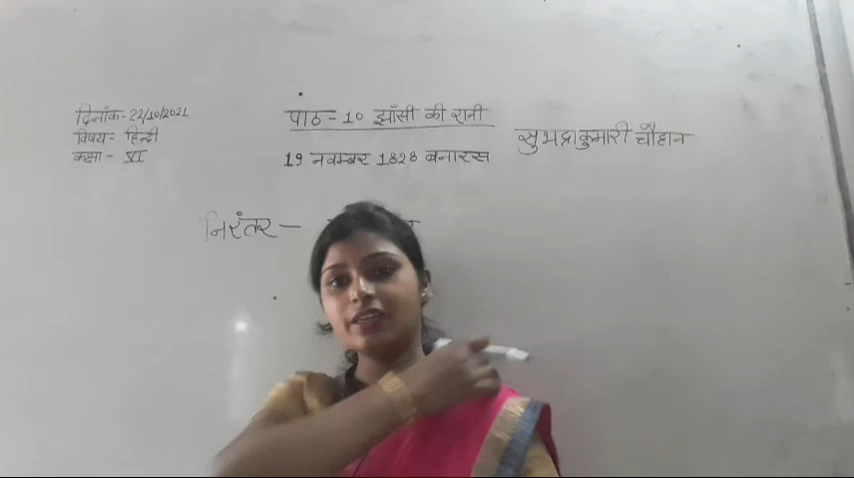 दिनांक-22/10/2021
विषय- हिन्दी
कक्षा - VI
पाठ-10 झाँसी की रानी
सुभद्राकुमारी चौहान
19 नवम्बर 1828 बनारस
निरंतर-